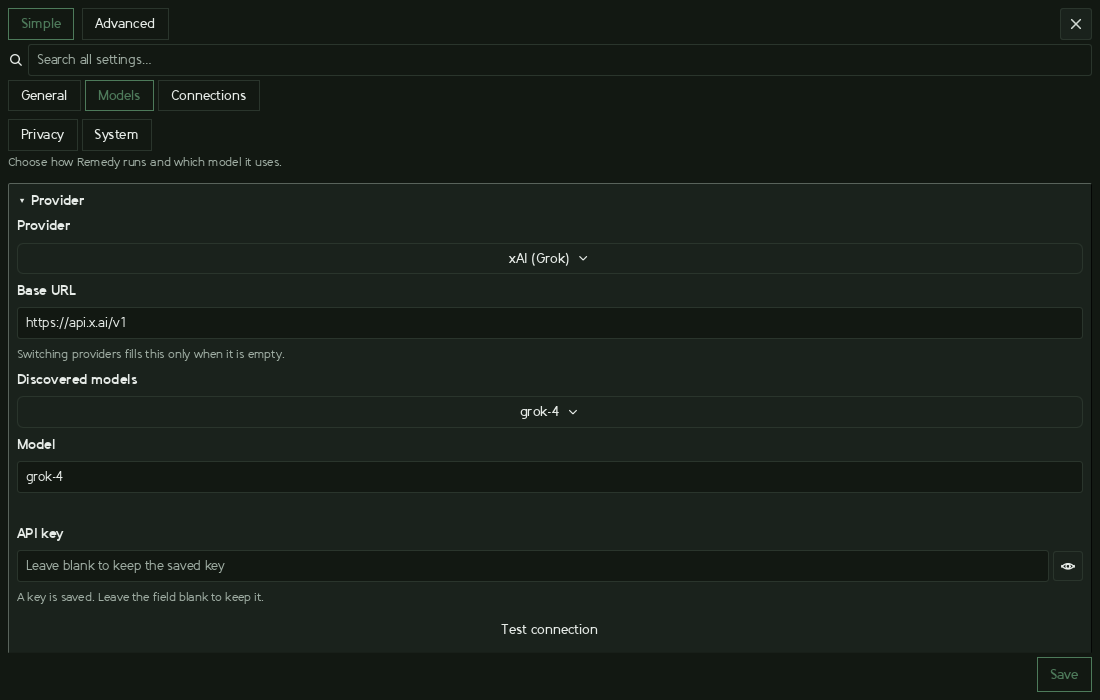 Simple
Advanced
Search all settings...
General
Models
Connections
Privacy
System
Choose how Remedy runs and which model it uses.
Provider
Provider
xAI (Grok)
Base URL
https://api.x.ai/v1
Switching providers fills this only when it is empty.
Discovered models
grok-4
Model
grok-4
API key
Leave blank to keep the saved key
A key is saved. Leave the field blank to keep it.
Test connection
Save